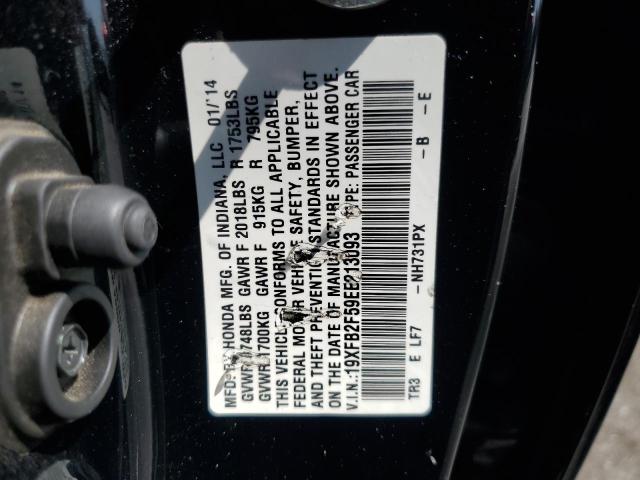 MFD. BY HONDA MFG. OF INDIANA, LLC 01/'14
GVWR 3748LBS GAWR F 2018LBS R 1753LBS
GVWR 1700KG GAWR F 915KG R 795KG
THIS VEHICLE CONFORMS TO ALL APPLICABLE
FEDERAL MOTOR VEHICLE SAFETY, BUMPER,
AND THEFT PREVENTION STANDARDS IN EFFECT
ON THE DATE OF MANUFACTURE SHOWN ABOVE.
V.I.N.:19XFB2F59EE213093 TYPE: PASSENGER CAR
TR3 E LF7 -NH731PX -B -E